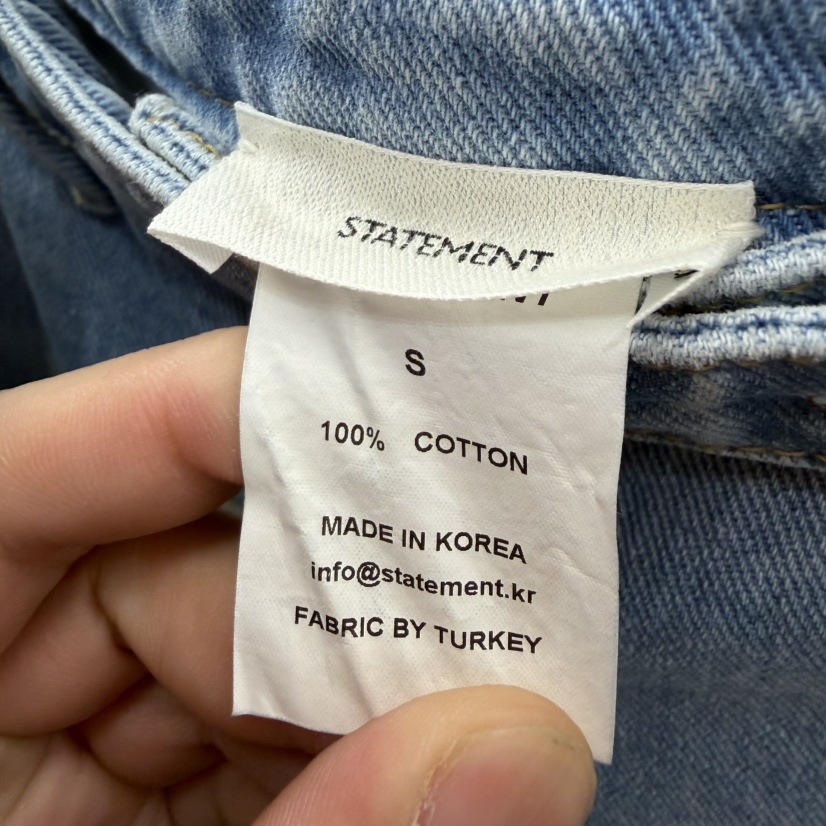 STATEMENT
S
100% COTTON
MADE IN KOREA
info@statement.kr
FABRIC BY TURKEY